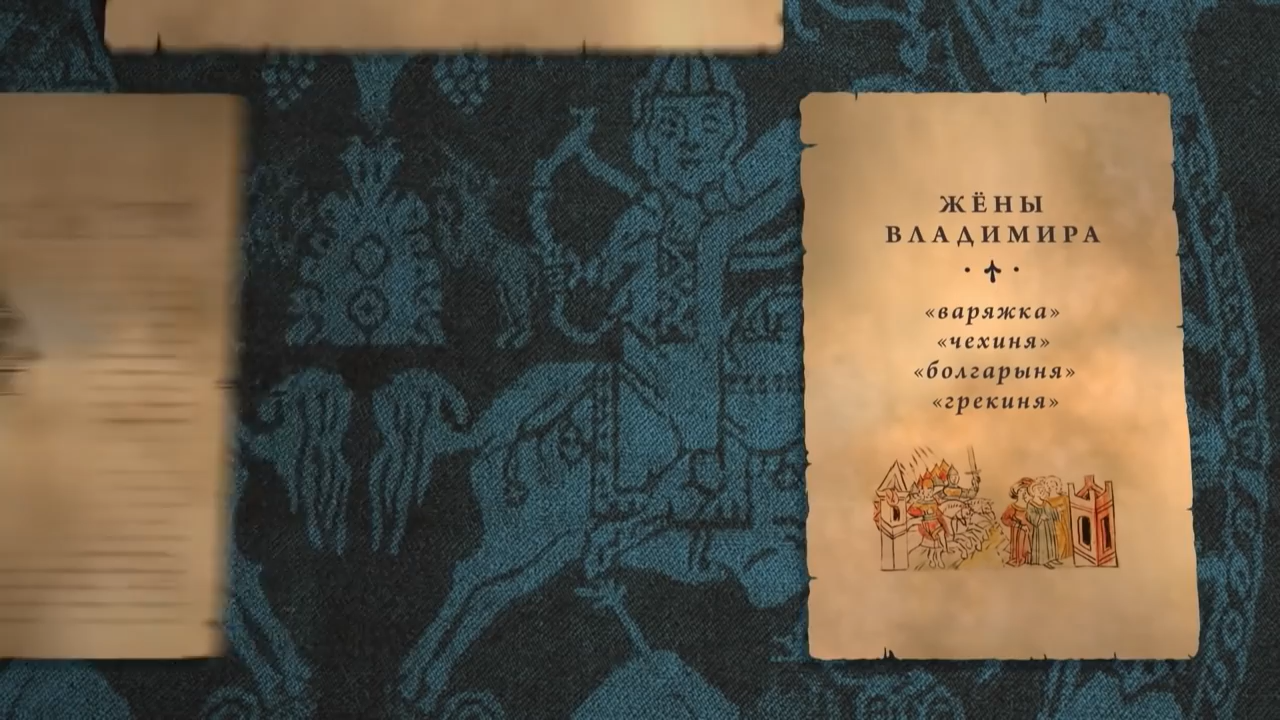 ЖЁНЫ
ВЛАДИМИРА
«варяжка»
«чехиня»
«болгарыня»
«грекиня»